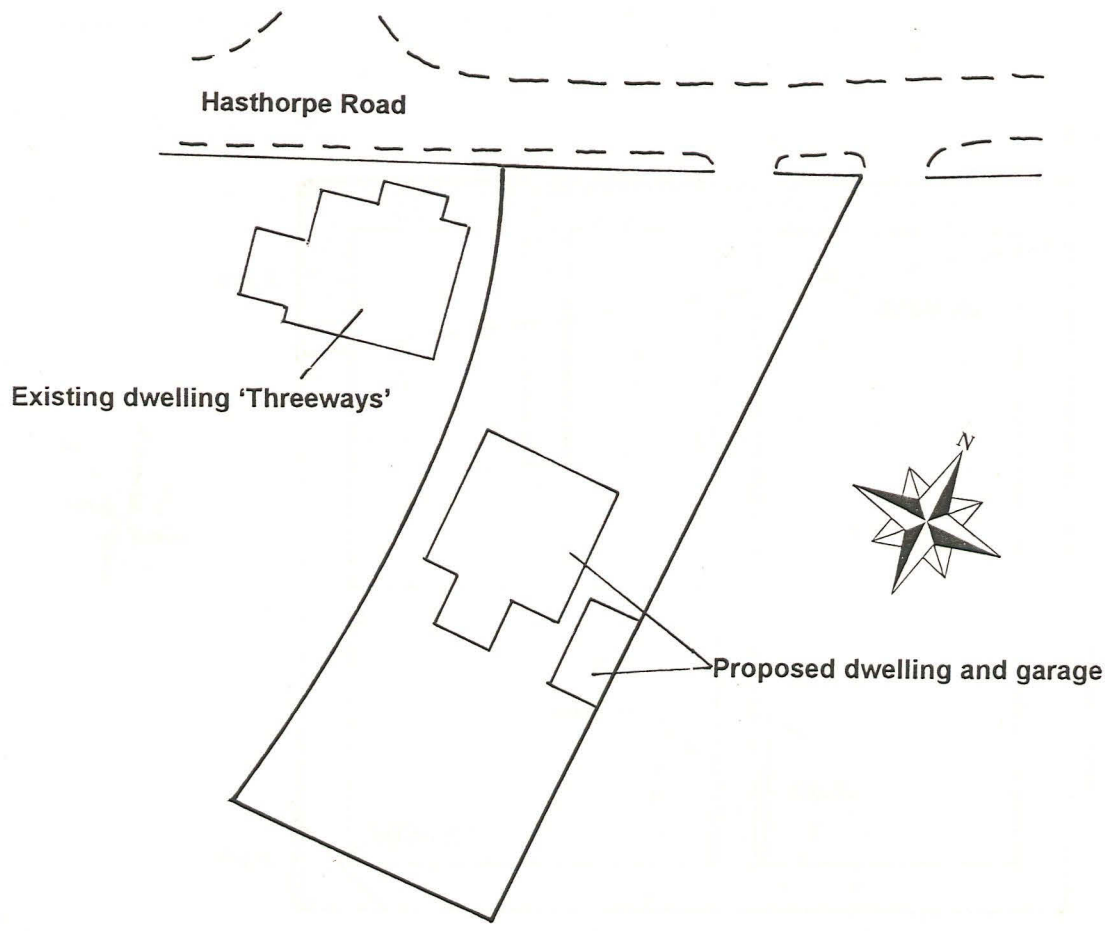 Hasthorpe Road
Existing dwelling 'Threeways'
N
Proposed dwelling and garage